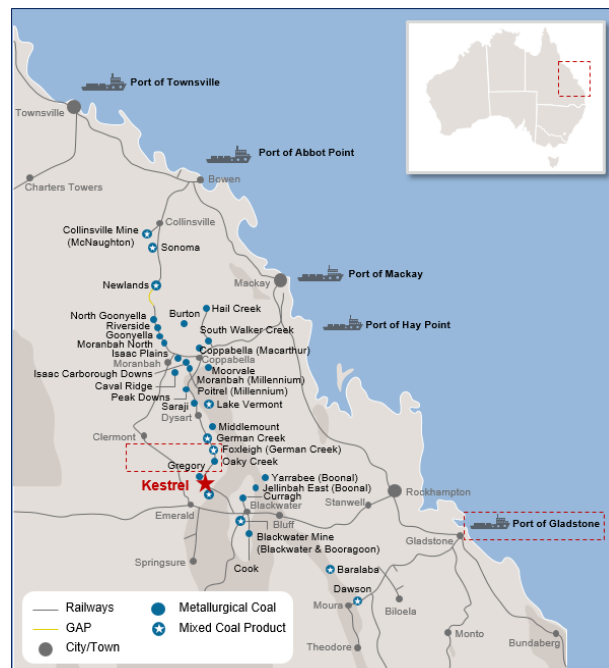 Port of Townsville
Townsville
Port of Abbot Point
Charters Towers
Bowen
Collinsville
Collinsville Mine
(McNaughton)
Sonoma
Mackay
Port of Mackay
Newlands
Hail Creek
North Goonyella
Burton
Port of Hay Point
Riverside
South Walker Creek
Goonyella
Moranbah North
Coppabella (Macarthur)
Isaac Plains
Coppabella
Moranbah
Moorvale
Isaac Carborough Downs
Moranbah (Millennium)
Caval Ridge
Poitrel (Millennium)
Peak Downs
Saraji
Lake Vermont
Dysart
Middlemount
Clermont
German Creek
Foxleigh (German Creek)
Oaky Creek
Gregory
Kestrel
Yarrabee (Boonal)
Jellinbah East (Boonal)
Rockhampton
Curragh
Stanwell
Emerald
Blackwater
Bluff
Port of Gladstone
Blackwater Mine
(Blackwater & Booragoon)
Gladstone
Springsure
Cook
Baralaba
Dawson
Moura
Biloela
Theodore
Monto
Bundaberg
Railways
Metallurgical Coal
GAP
Mixed Coal Product
City/Town